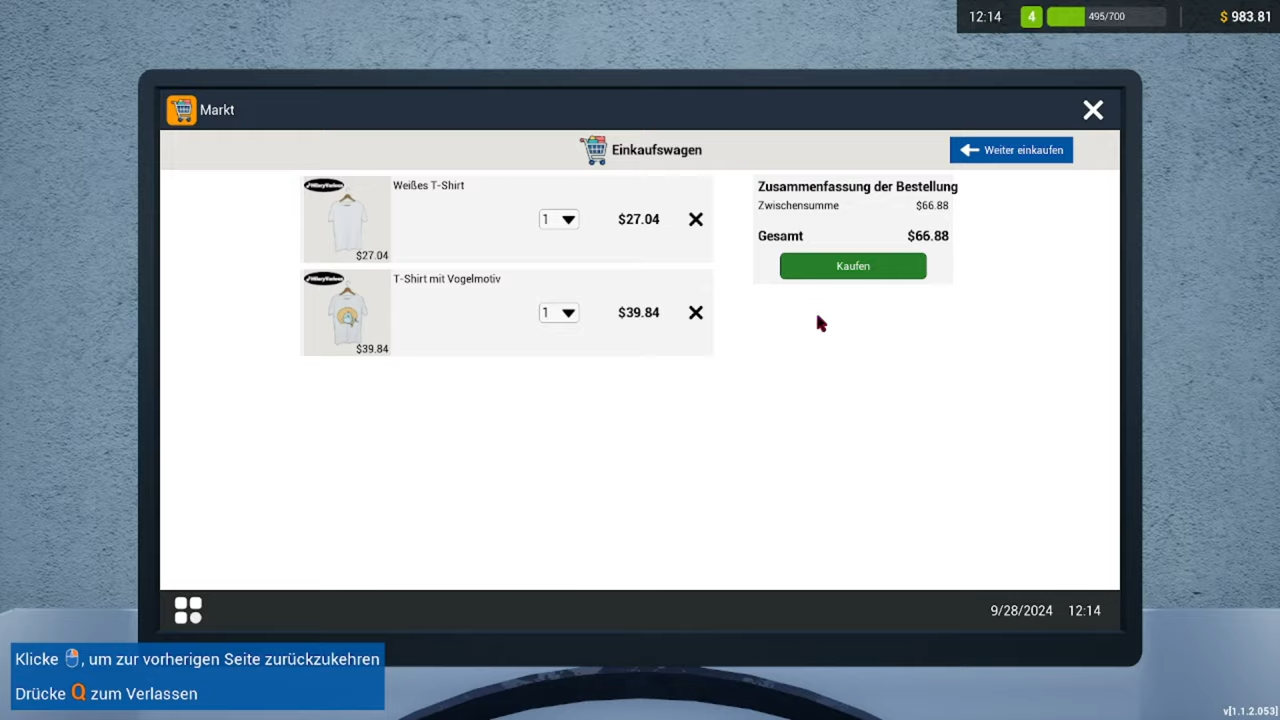 12:14 4 495/700 $ 983.81
Markt
Einkaufswagen
Weiter einkaufen
Weißes T-Shirt
1 $27.04
$27.04
T-Shirt mit Vogelmotiv
1 $39.84
$39.84
Zusammenfassung der Bestellung
Zwischensumme $66.88
Gesamt $66.88
Kaufen
9/28/2024 12:14
Klicke , um zur vorherigen Seite zurückzukehren
Drücke Q zum Verlassen
v[1.1.2.053]